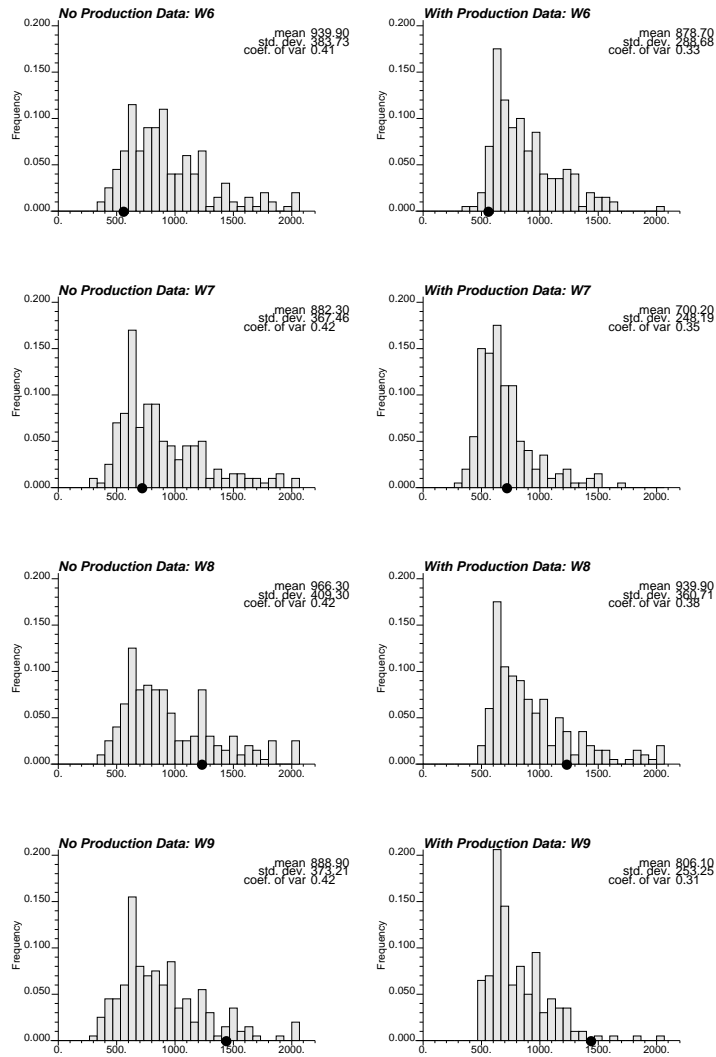 No Production Data: W6
mean 939.90
std. dev. 383.73
coef. of var 0.41
Frequency
0.200
0.150
0.100
0.050
0.000
0. 500. 1000. 1500. 2000.
With Production Data: W6
mean 878.70
std. dev. 288.68
coef. of var 0.33
Frequency
0.200
0.150
0.100
0.050
0.000
0. 500. 1000. 1500. 2000.
No Production Data: W7
mean 882.30
std. dev. 367.46
coef. of var 0.42
Frequency
0.200
0.150
0.100
0.050
0.000
0. 500. 1000. 1500. 2000.
With Production Data: W7
mean 700.20
std. dev. 248.19
coef. of var 0.35
Frequency
0.200
0.150
0.100
0.050
0.000
0. 500. 1000. 1500. 2000.
No Production Data: W8
mean 966.30
std. dev. 409.30
coef. of var 0.42
Frequency
0.200
0.150
0.100
0.050
0.000
0. 500. 1000. 1500. 2000.
With Production Data: W8
mean 939.90
std. dev. 360.71
coef. of var 0.38
Frequency
0.200
0.150
0.100
0.050
0.000
0. 500. 1000. 1500. 2000.
No Production Data: W9
mean 888.90
std. dev. 373.21
coef. of var 0.42
Frequency
0.200
0.150
0.100
0.050
0.000
0. 500. 1000. 1500. 2000.
With Production Data: W9
mean 806.10
std. dev. 253.25
coef. of var 0.31
Frequency
0.200
0.150
0.100
0.050
0.000
0. 500. 1000. 1500. 2000.